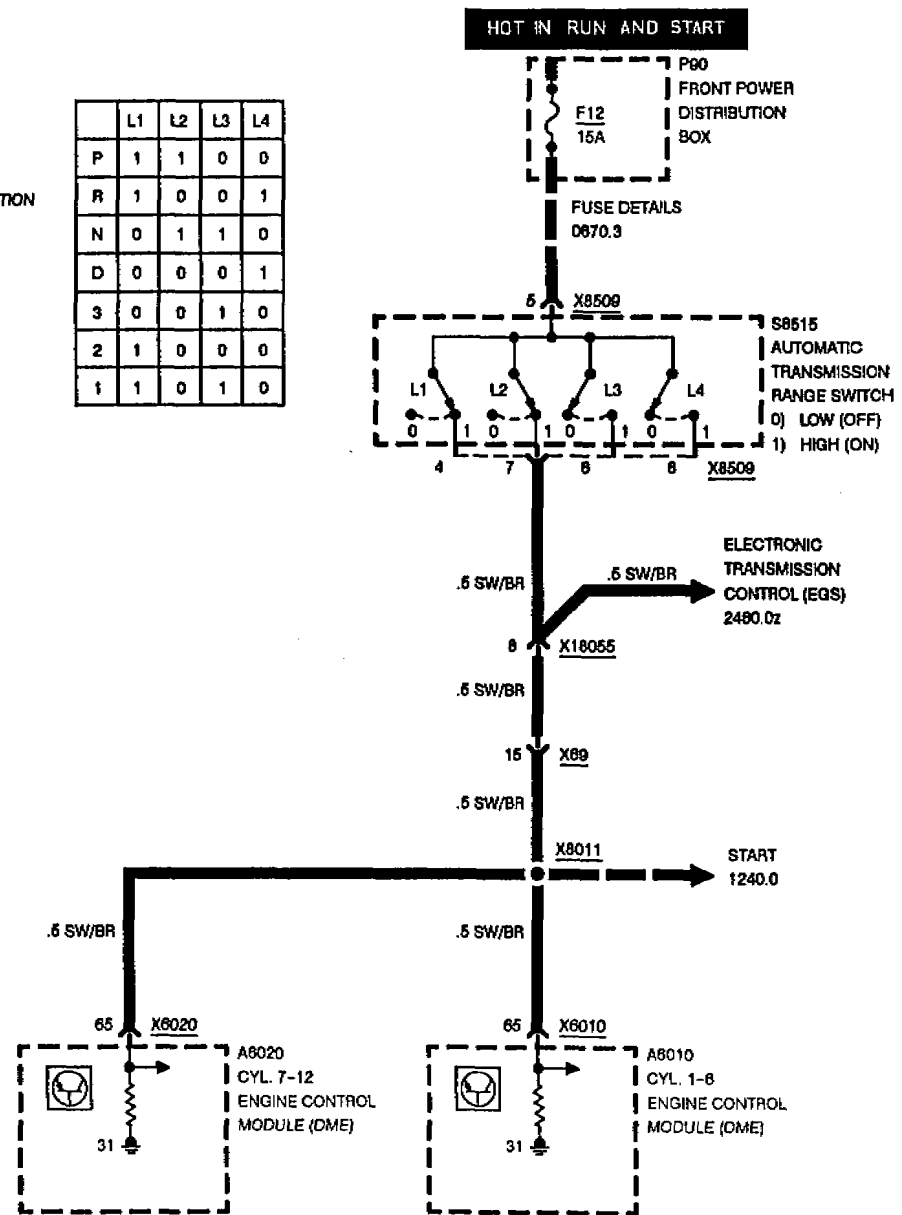 HOT IN RUN AND START
P90
FRONT POWER
DISTRIBUTION
BOX
F12
15A
FUSE DETAILS
0670.3
TION
L1 L2 L3 L4
P 1 1 0 0
R 1 0 0 1
N 0 1 1 0
D 0 0 0 1
3 0 0 1 0
2 1 0 0 0
1 1 0 1 0
5 X8509
S8515
AUTOMATIC
TRANSMISSION
RANGE SWITCH
0) LOW (OFF)
1) HIGH (ON)
L1 L2 L3 L4
0 1 0 1 0 1 0 1
4 7 6 8 X8509
ELECTRONIC
TRANSMISSION
CONTROL (EGS)
2460.0z
.5 SW/BR .5 SW/BR
8 X18055
.5 SW/BR
15 X69
.5 SW/BR
X8011
START
1240.0
.5 SW/BR .5 SW/BR
65 X6020
65 X6010
A6020
CYL. 7-12
ENGINE CONTROL
MODULE (DME)
31
A6010
CYL. 1-6
ENGINE CONTROL
MODULE (DME)
31